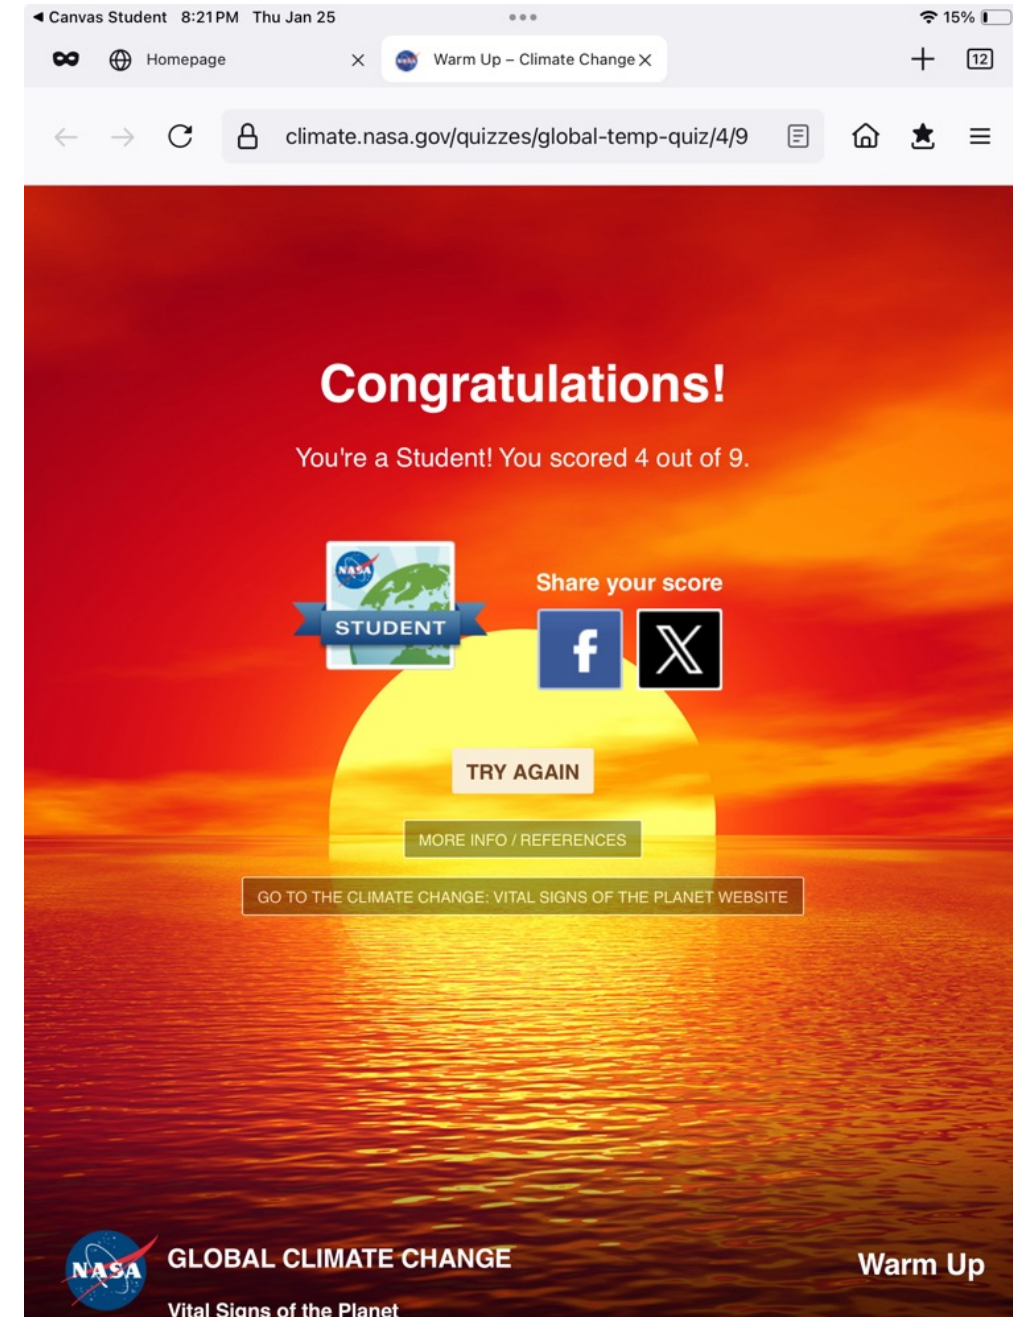 Canvas Student 8:21 PM Thu Jan 25 15%
Homepage
Warm Up – Climate Change
12
climate.nasa.gov/quizzes/global-temp-quiz/4/9
Congratulations!
You're a Student! You scored 4 out of 9.
NASA
STUDENT
Share your score
f X
TRY AGAIN
MORE INFO / REFERENCES
GO TO THE CLIMATE CHANGE: VITAL SIGNS OF THE PLANET WEBSITE
NASA
GLOBAL CLIMATE CHANGE
Vital Signs of the Planet
Warm Up